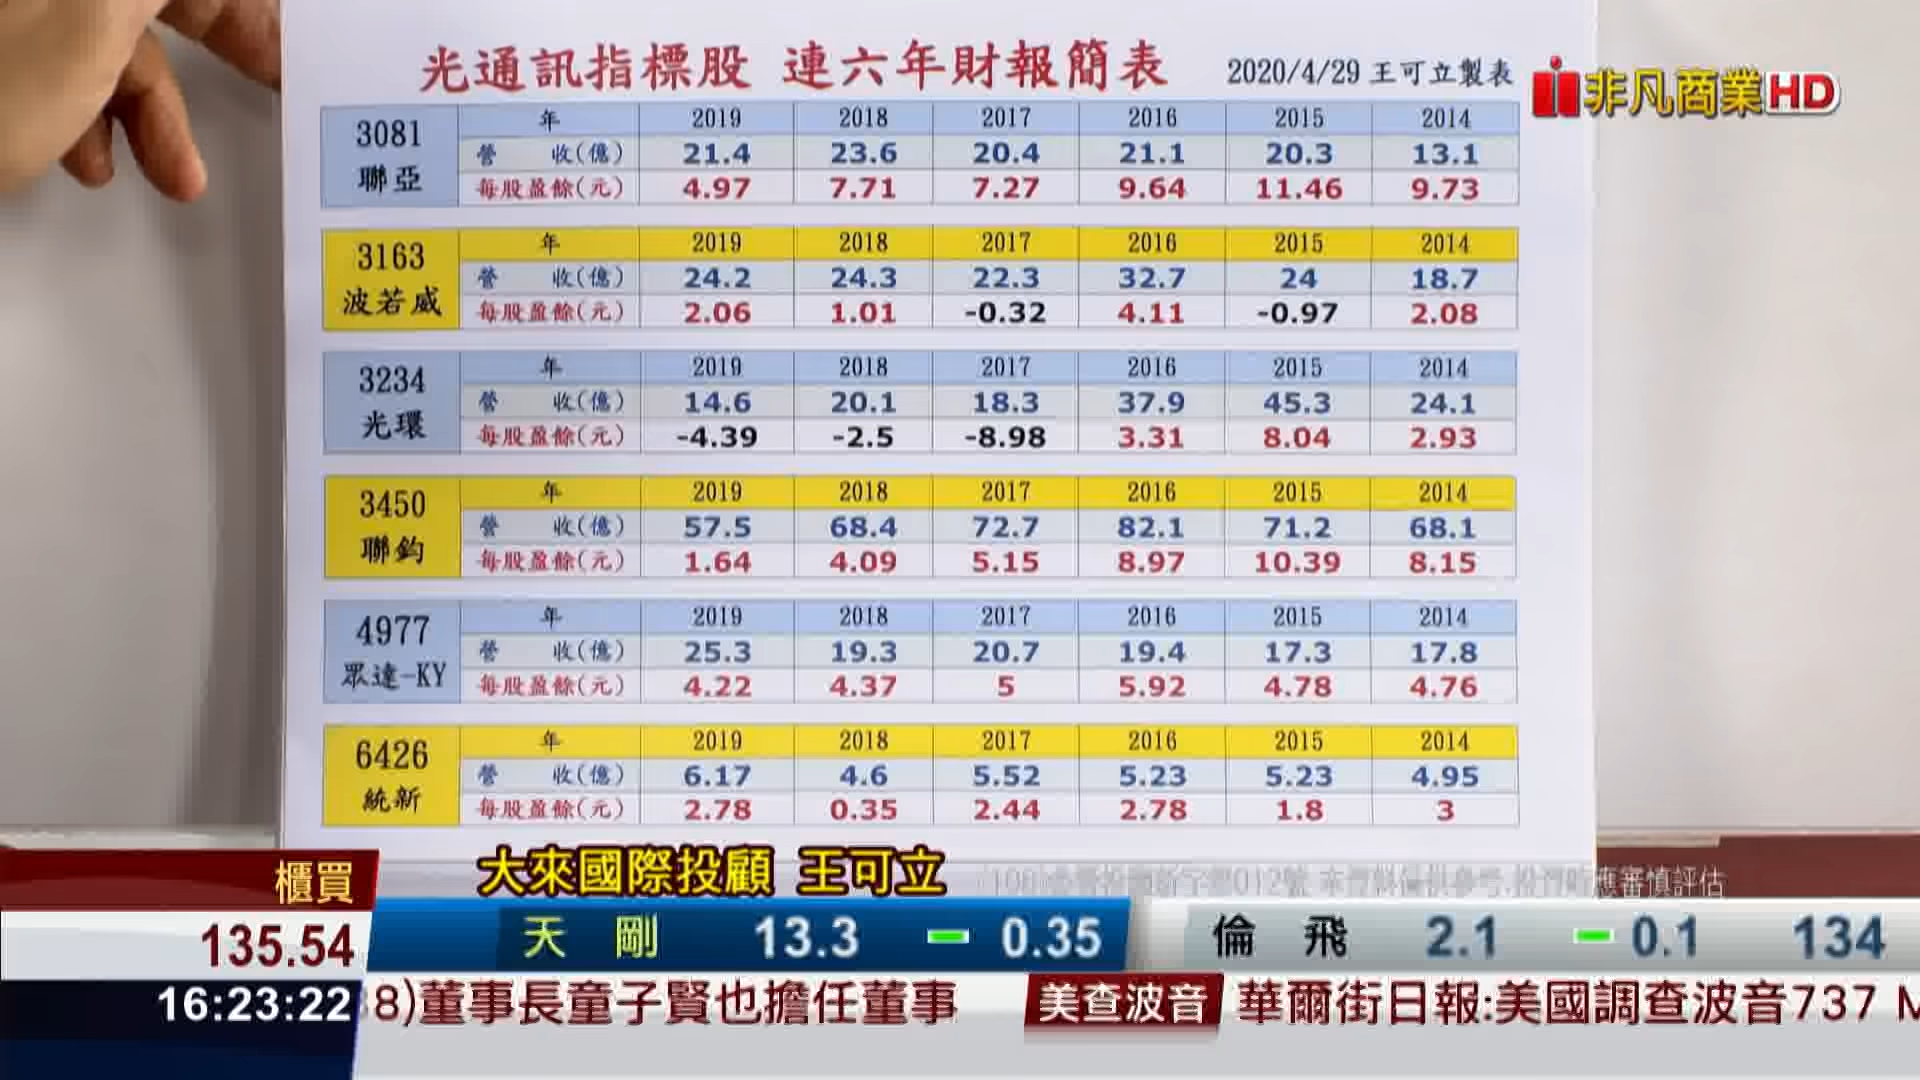 光通訊指標股 連六年財報簡表 2020/4/29 王可立製表
非凡商業HD
3081 聯亞
年 2019 2018 2017 2016 2015 2014
營 收(億) 21.4 23.6 20.4 21.1 20.3 13.1
每股盈餘(元) 4.97 7.71 7.27 9.64 11.46 9.73
3163 波若威
年 2019 2018 2017 2016 2015 2014
營 收(億) 24.2 24.3 22.3 32.7 24 18.7
每股盈餘(元) 2.06 1.01 -0.32 4.11 -0.97 2.08
3234 光環
年 2019 2018 2017 2016 2015 2014
營 收(億) 14.6 20.1 18.3 37.9 45.3 24.1
每股盈餘(元) -4.39 -2.5 -8.98 3.31 8.04 2.93
3450 聯鈞
年 2019 2018 2017 2016 2015 2014
營 收(億) 57.5 68.4 72.7 82.1 71.2 68.1
每股盈餘(元) 1.64 4.09 5.15 8.97 10.39 8.15
4977 眾達-KY
年 2019 2018 2017 2016 2015 2014
營 收(億) 25.3 19.3 20.7 19.4 17.3 17.8
每股盈餘(元) 4.22 4.37 5 5.92 4.78 4.76
6426 統新
年 2019 2018 2017 2016 2015 2014
營 收(億) 6.17 4.6 5.52 5.23 5.23 4.95
每股盈餘(元) 2.78 0.35 2.44 2.78 1.8 3
大來國際投顧 王可立
應審慎評估
櫃買
135.54
天剛 13.3 0.35
倫飛 2.1 0.1 134
16:23:22
8)董事長童子賢也擔任董事
美查波音 華爾街日報:美國調查波音737 M